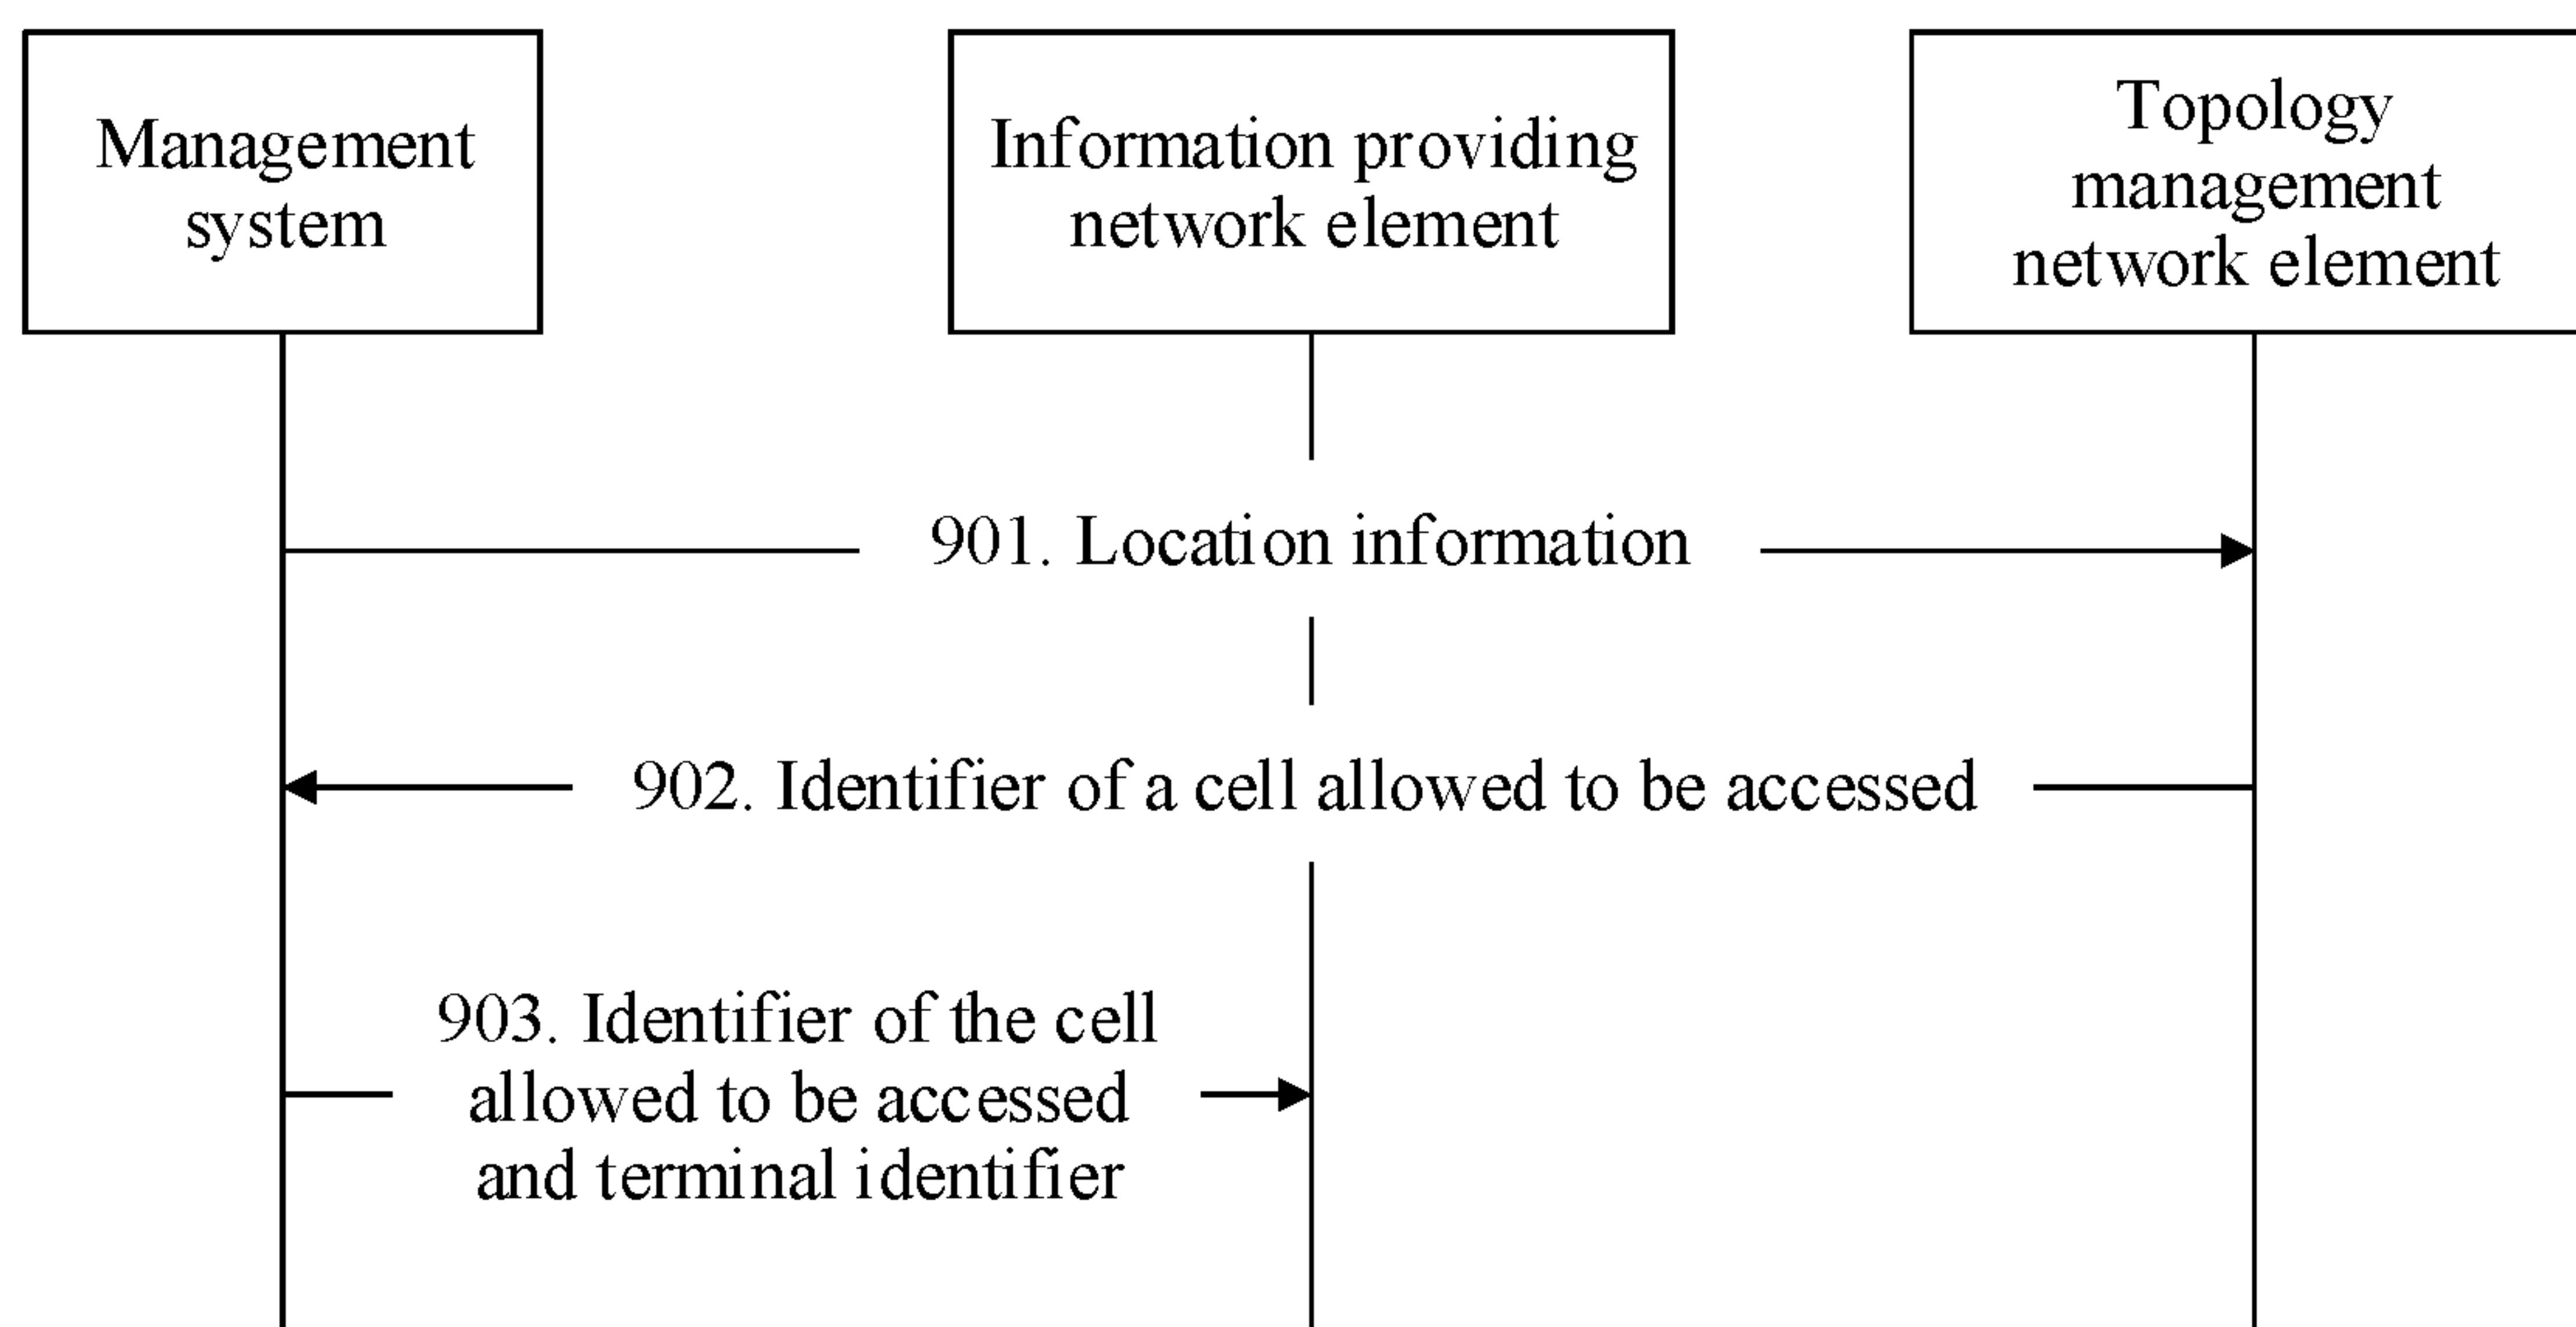 Management
system
Information providing
network element
Topology
management
network element
901. Location information
902. Identifier of a cell allowed to be accessed
903. Identifier of the cell
allowed to be accessed
and terminal identifier